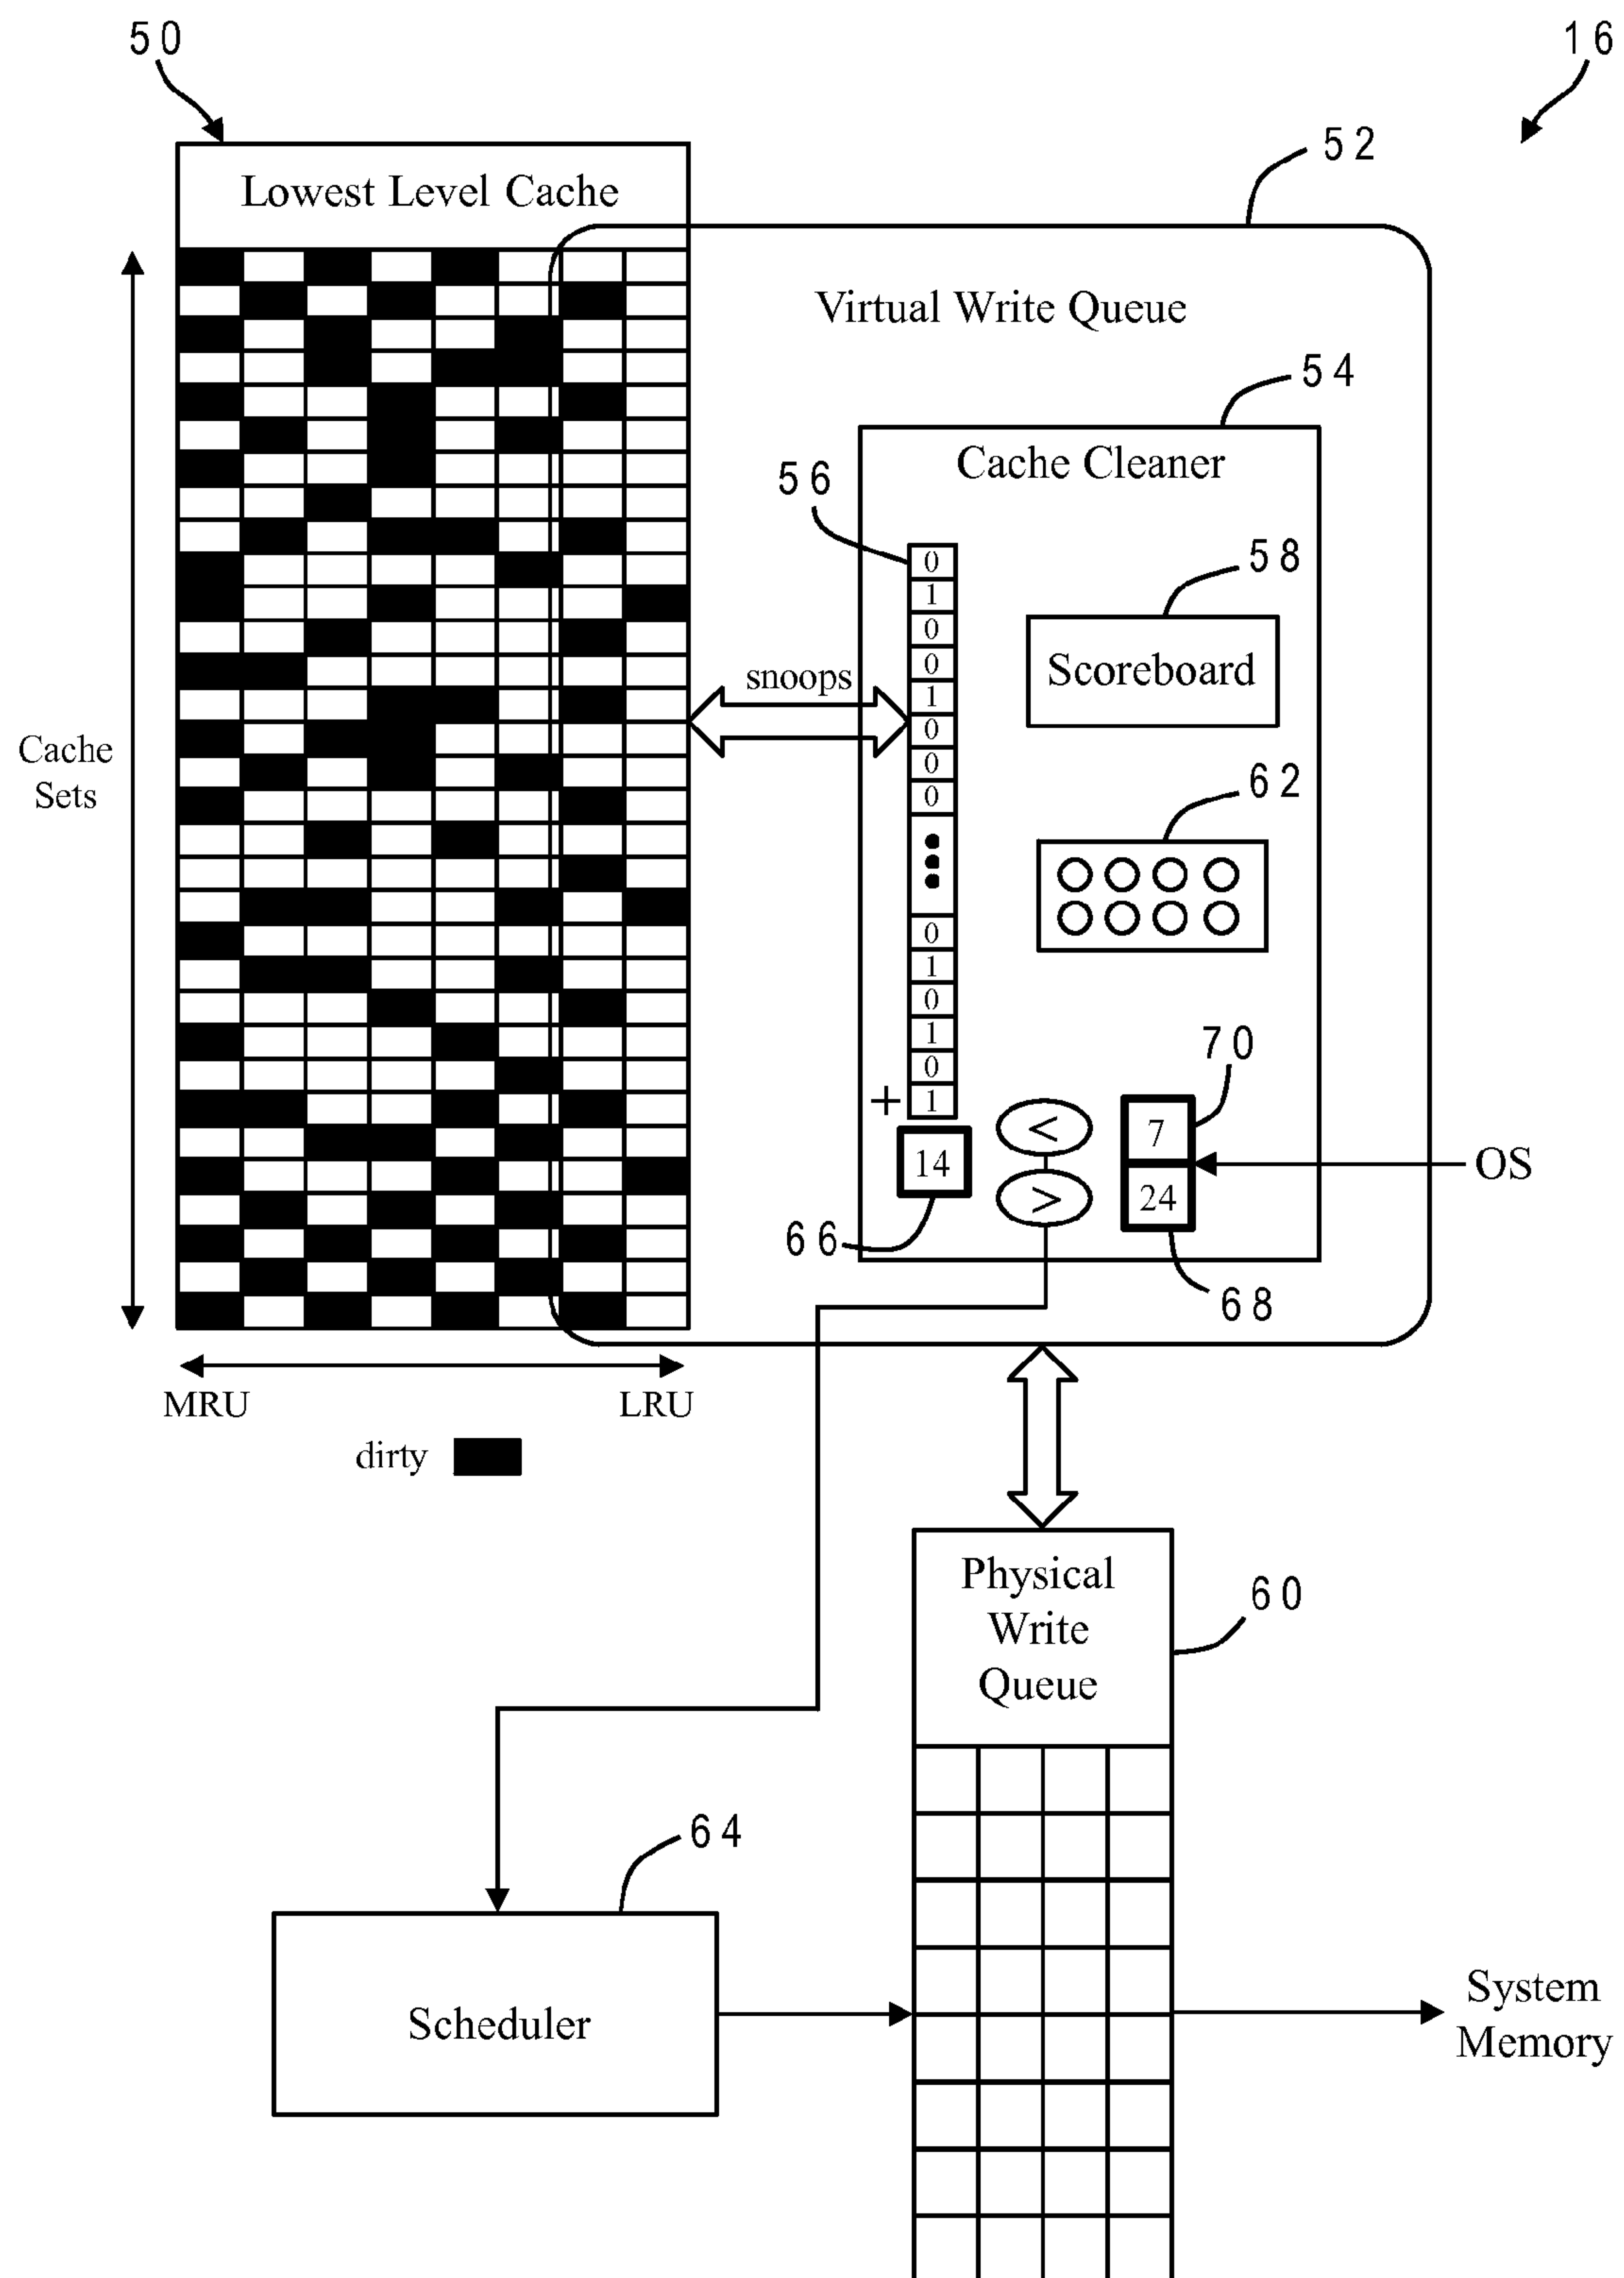 50
16
52
Lowest Level Cache
Virtual Write Queue
54
Cache Cleaner
56
0
58
1
0
0
Scoreboard
snoops
1
0
Cache
Sets
0
62
0
0
1
0
1
70
0
+ 1
<
7
14
OS
>
24
66
68
MRU
LRU
dirty
Physical
Write
Queue
60
64
Scheduler
System
Memory